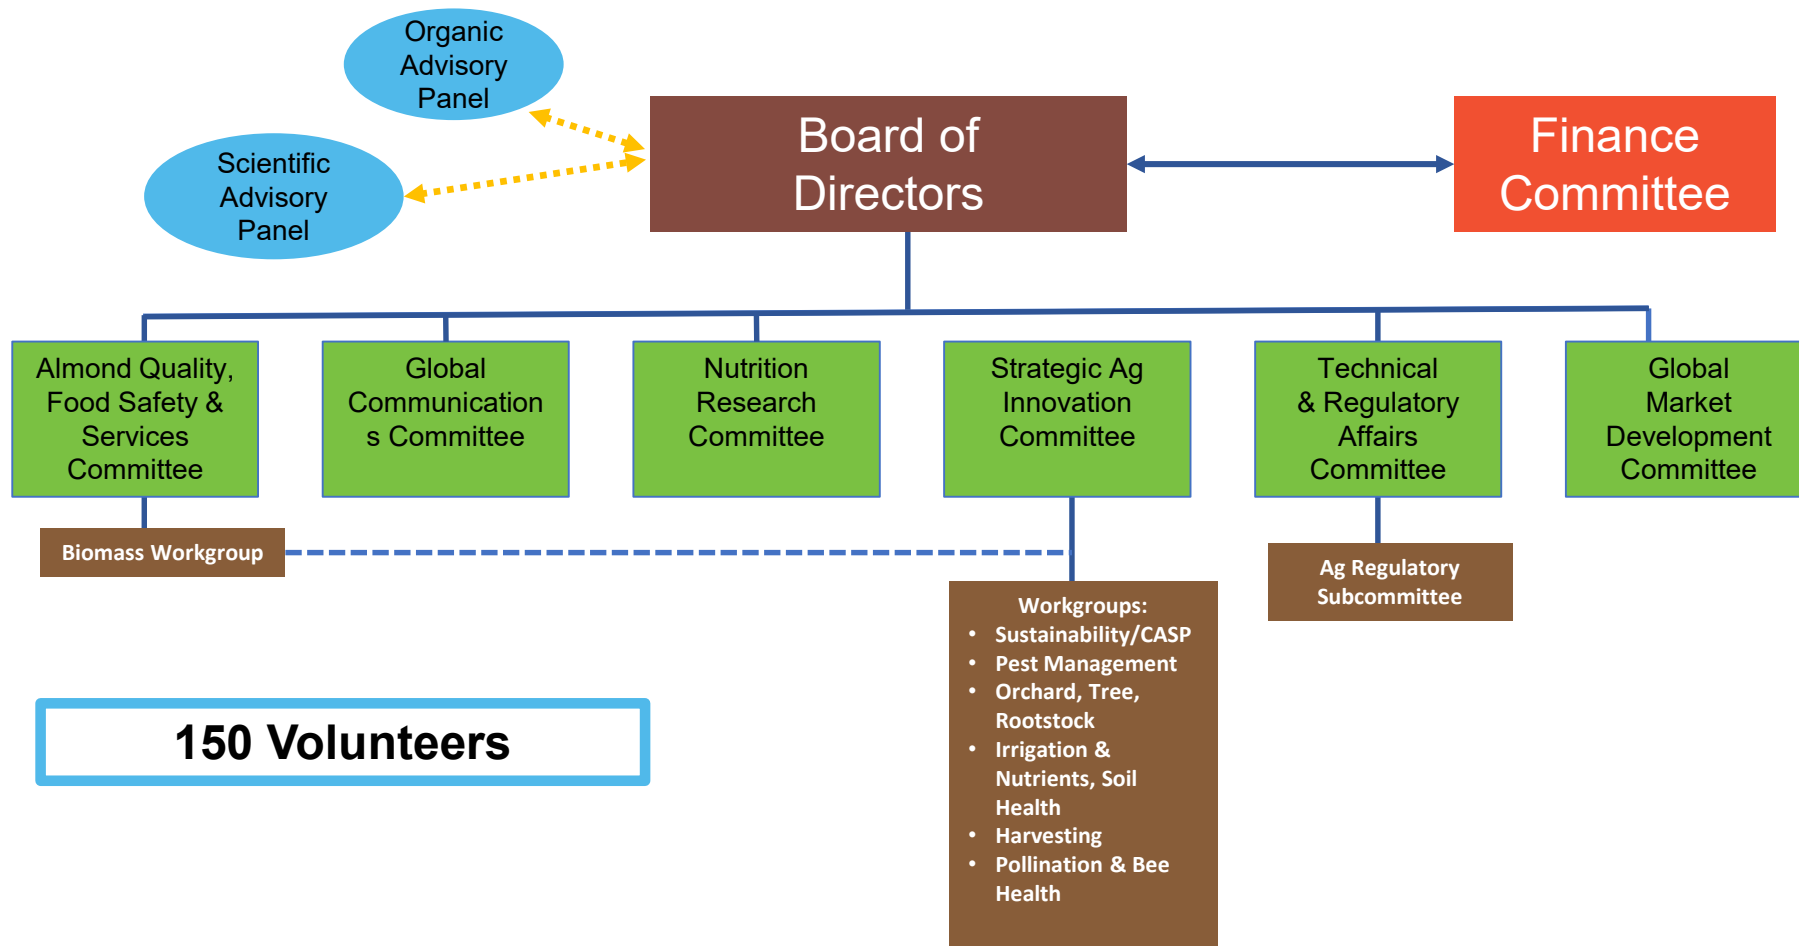 Organic
Advisory
Panel
Scientific
Advisory
Panel
Board of
Directors
Finance
Committee
Almond Quality,
Food Safety &
Services
Committee
Global
Communication
s Committee
Nutrition
Research
Committee
Strategic Ag
Innovation
Committee
Technical
& Regulatory
Affairs
Committee
Global
Market
Development
Committee
Biomass Workgroup
Ag Regulatory
Subcommittee
Workgroups:
• Sustainability/CASP
• Pest Management
• Orchard, Tree,
Rootstock
• Irrigation &
Nutrients, Soil
Health
• Harvesting
• Pollination & Bee
Health
150 Volunteers